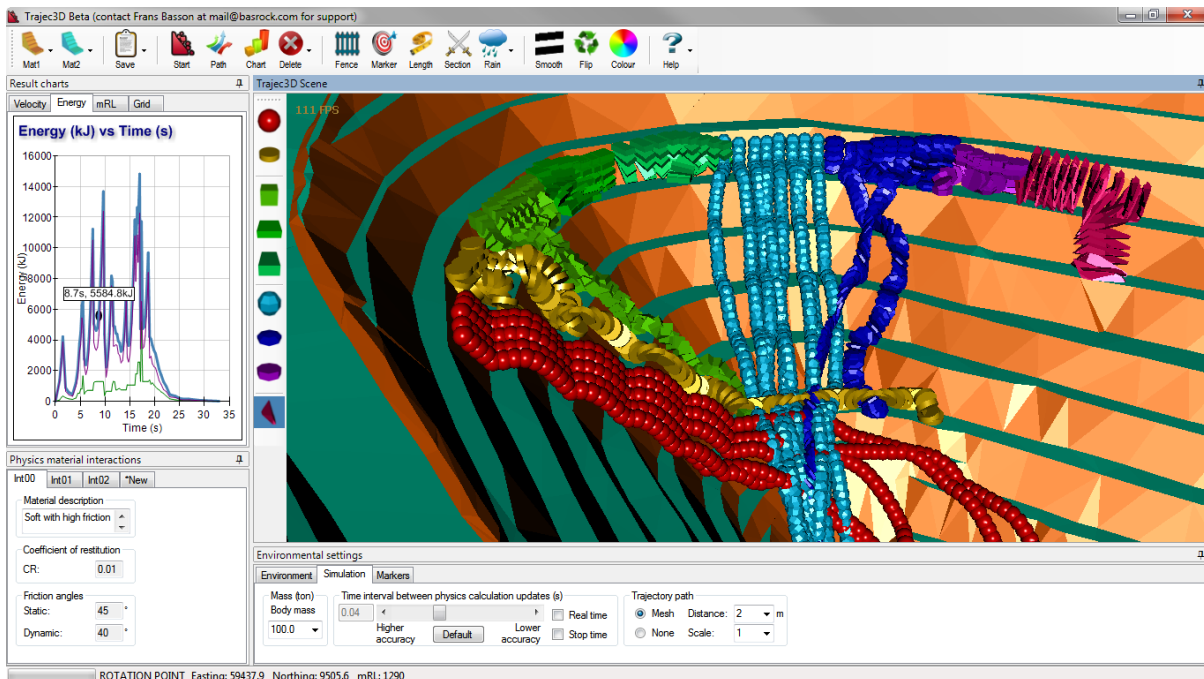 Trajec3D Beta (contact Frans Basson at mail@basrock.com for support)
Mat1 Mat2 Save Start Path Chart Delete Fence Marker Length Section Rain Smooth Flip Colour Help
Result charts
Velocity Energy mRL Grid
Energy (kJ) vs Time (s)
16000
14000
12000
10000
8000
6000
4000
2000
0
Energy (kJ)
8.7s, 5584.8kJ
0 5 10 15 20 25 30 35
Time (s)
Trajec3D Scene
111 FPS
Physics material interactions
Int00 Int01 Int02 *New
Material description
Soft with high friction
Coefficient of restitution
CR: 0.01
Friction angles
Static: 45 °
Dynamic: 40 °
Environmental settings
Environment Simulation Markers
Mass (ton)
Body mass
100.0
Time interval between physics calculation updates (s)
0.04
Higher accuracy
Default
Lower accuracy
Real time
Stop time
Trajectory path
Mesh Distance: 2 m
None Scale: 1
ROTATION POINT Easting: 59437.9 Northing: 9505.6 mRL: 1290